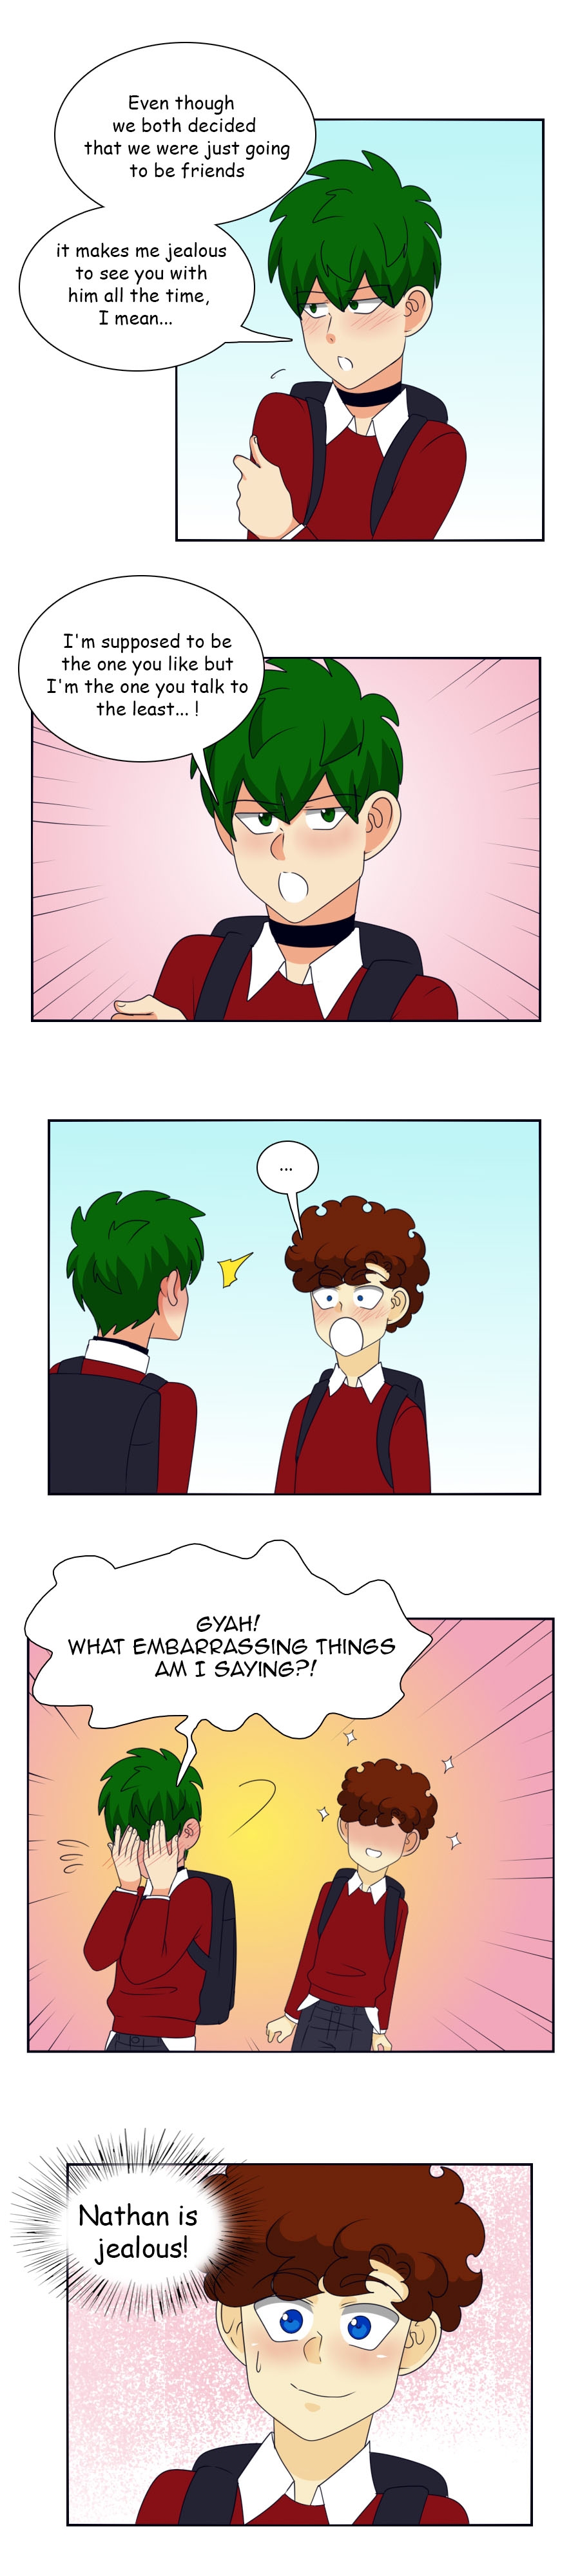 Even though
we both decided
that we were just going
to be friends
it makes me jealous
to see you with
him all the time,
I mean...
I'm supposed to be
the one you like but
I'm the one you talk to
the least... !
...
GYAH!
WHAT EMBARRASSING THINGS
AM I SAYING?!
Nathan is
jealous!